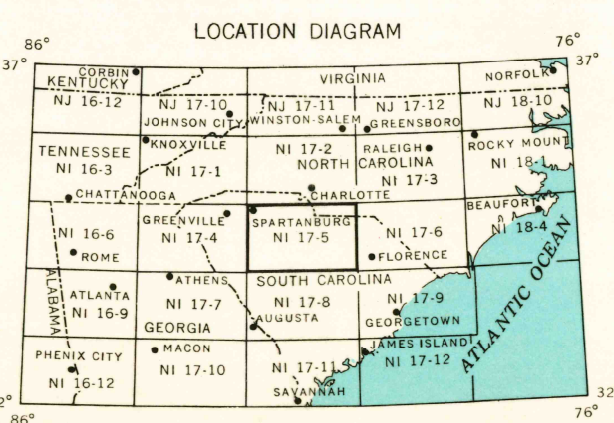 LOCATION DIAGRAM
86° 76°
37° 37°
CORBIN
KENTUCKY VIRGINIA NORFOLK
NJ 16-12 NJ 17-10 NJ 17-11 NJ 17-12 NJ 18-10
JOHNSON CITY WINSTON-SALEM GREENSBORO
KNOXVILLE ROCKY MOUNT
TENNESSEE NI 17-2 RALEIGH
NI 16-3 NI 17-1 NORTH CAROLINA NI 18-1
NI 17-3
CHATTANOOGA CHARLOTTE
BEAUFORT
GREENVILLE SPARTANBURG
NI 16-6 NI 17-4 NI 17-5 NI 17-6 NI 18-4
ROME FLORENCE
ALABAMA
ATLANTIC OCEAN
ATHENS SOUTH CAROLINA
ATLANTA NI 17-7 NI 17-8 NI 17-9
NI 16-9 AUGUSTA GEORGETOWN
GEORGIA
PHENIX CITY MACON JAMES ISLAND
NI 16-12 NI 17-10 NI 17-11 NI 17-12
SAVANNAH
2° 32
86°